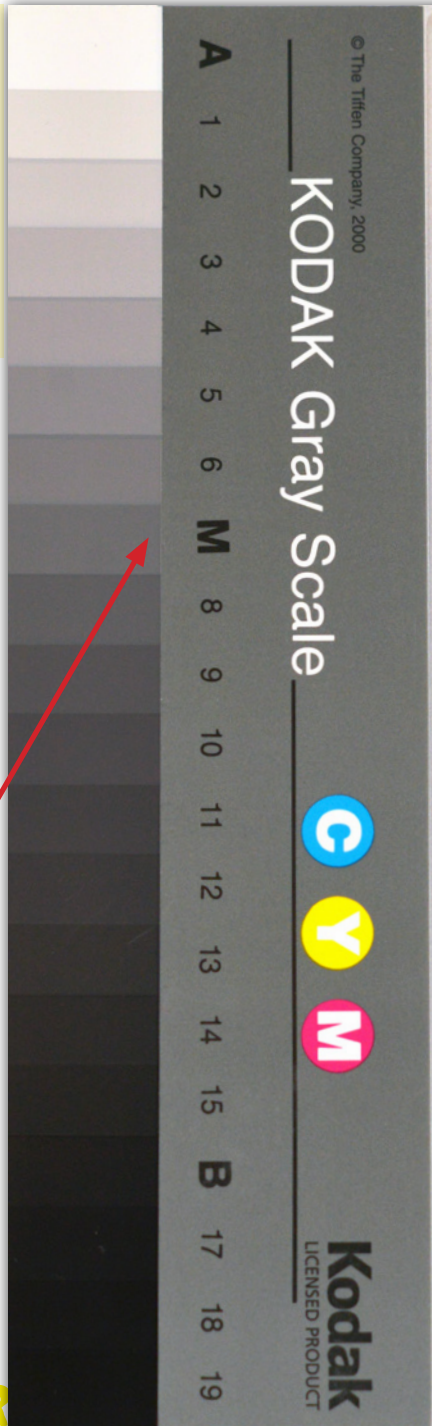 © The Tiffen Company, 2000
KODAK Gray Scale
C Y M
Kodak
LICENSED PRODUCT
A 1 2 3 4 5 6 M 8 9 10 11 12 13 14 15 B 17 18 19